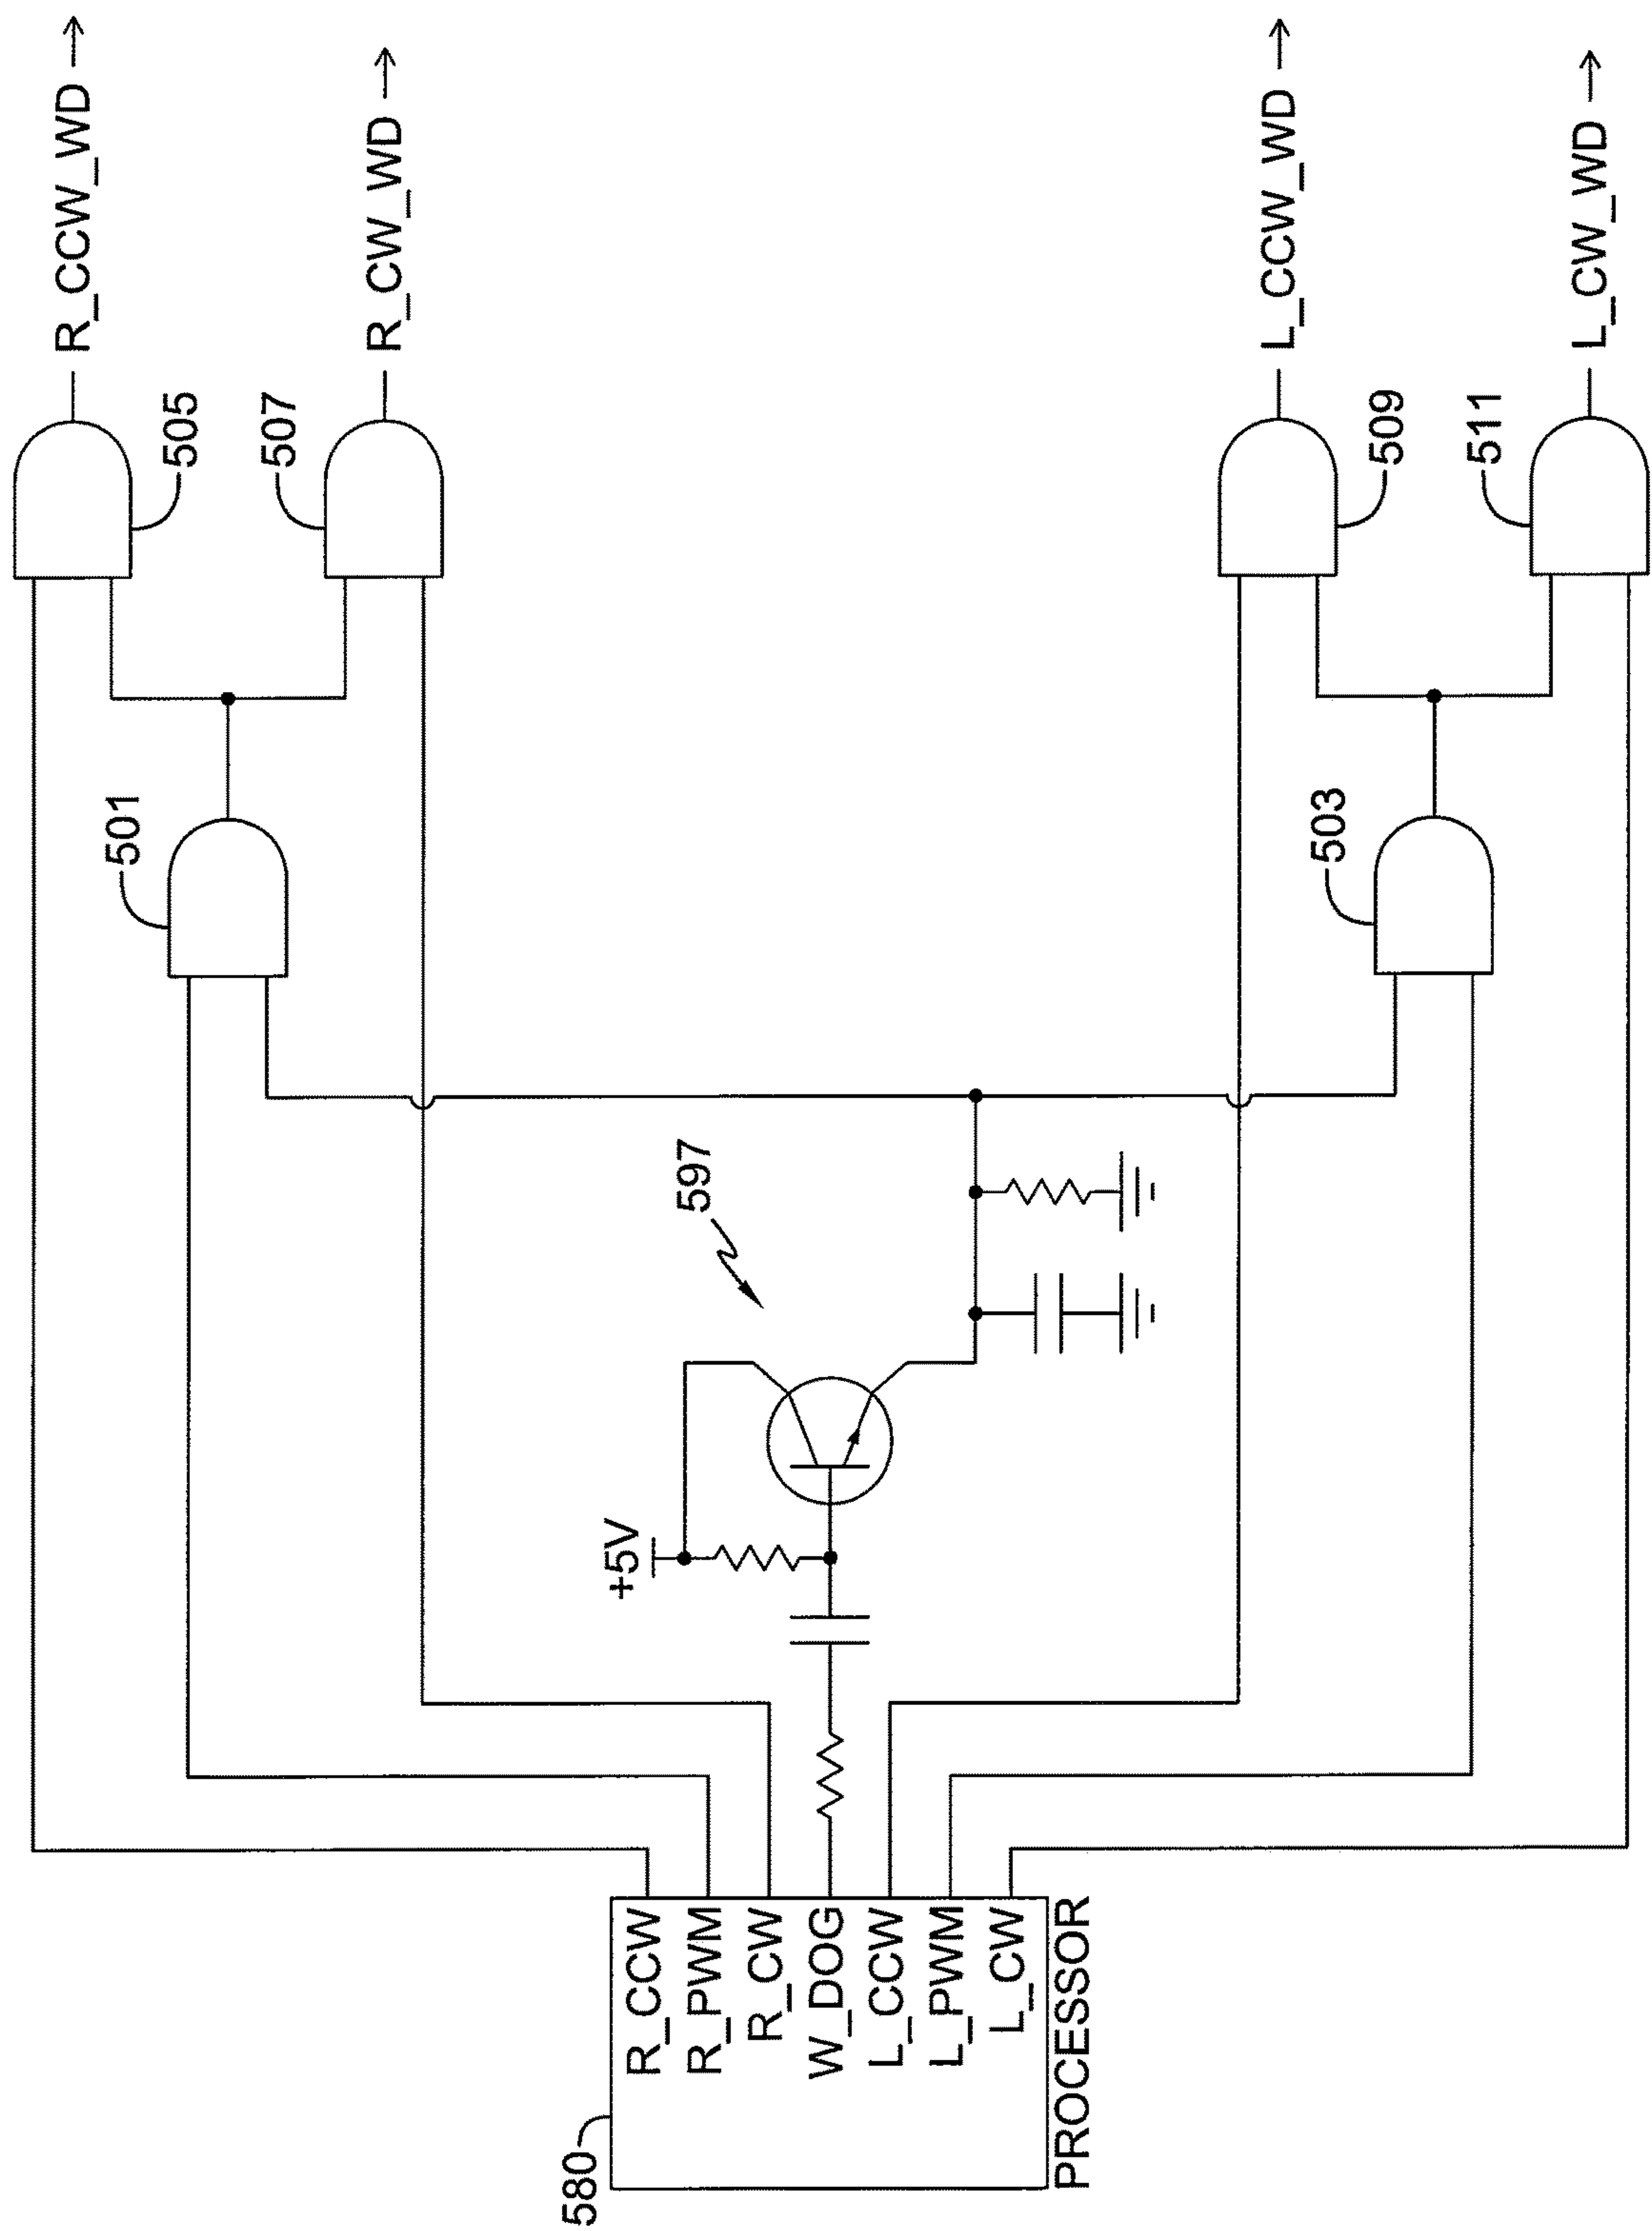 580
R_CCW
R_PWM
R_CW
W_DOG
L_CCW
L_PWM
L_CW
PROCESSOR
+5V
597
501
503
505
507
509
511
R_CCW_WD
R_CW_WD
L_CCW_WD
L_CW_WD